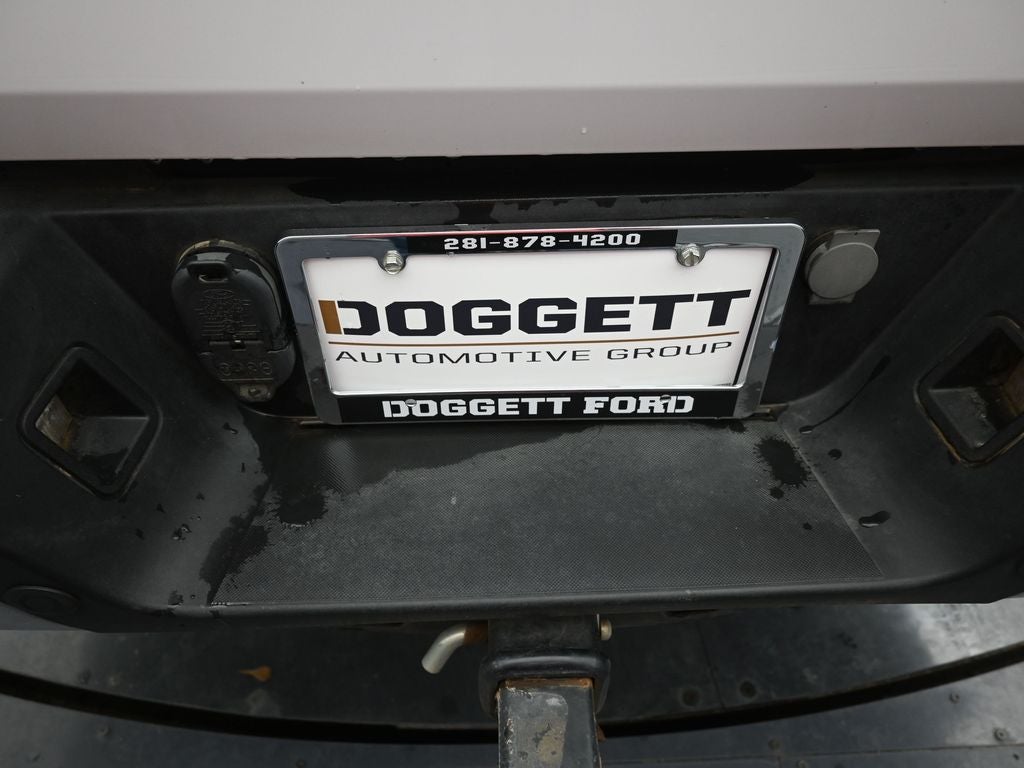 281-878-4200
DOGGETT
AUTOMOTIVE GROUP
DOGGETT FORD